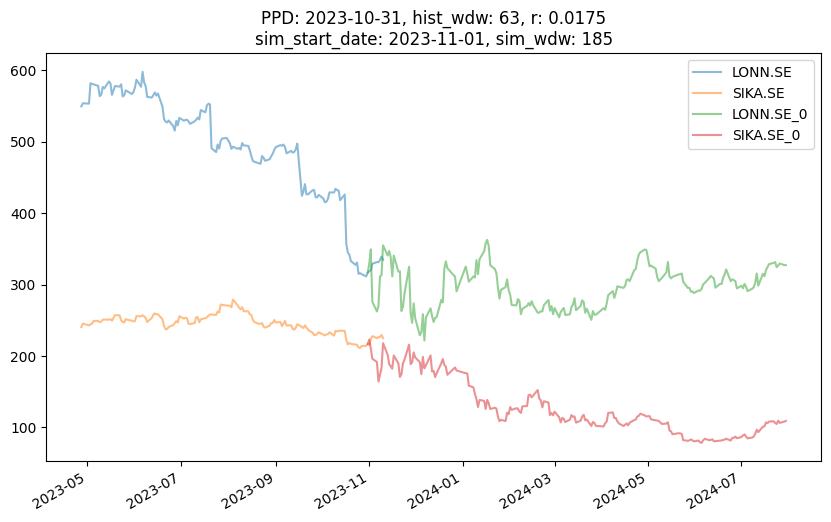 PPD: 2023-10-31, hist_wdw: 63, r: 0.0175
sim_start_date: 2023-11-01, sim_wdw: 185
LONN.SE
SIKA.SE
LONN.SE_0
SIKA.SE_0
600
500
400
300
200
100
2023-05
2023-07
2023-09
2023-11
2024-01
2024-03
2024-05
2024-07